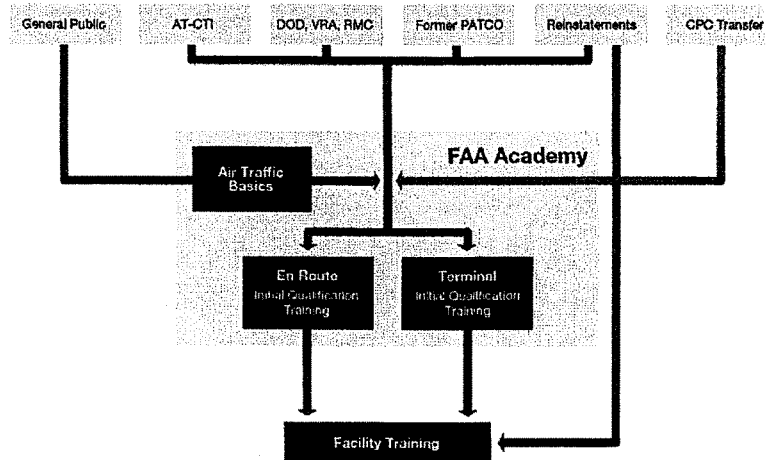 General Public
AT-CTI
DOD, VRA, RMC
Former PATCO
Reinstatements
CPC Transfer
FAA Academy
Air Traffic
Basics
En Route
Initial Qualification
Training
Terminal
Initial Qualification
Training
Facility Training